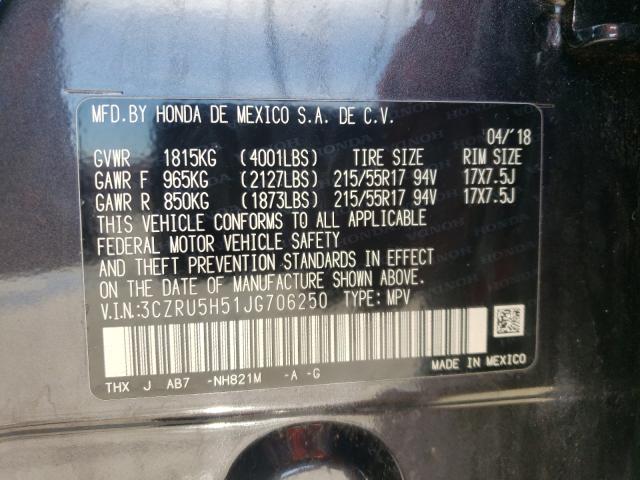 MFD.BY HONDA DE MEXICO S.A. DE C.V.
04/'18
GVWR 1815KG (4001LBS) TIRE SIZE RIM SIZE
GAWR F 965KG (2127LBS) 215/55R17 94V 17X7.5J
GAWR R 850KG (1873LBS) 215/55R17 94V 17X7.5J
THIS VEHICLE CONFORMS TO ALL APPLICABLE
FEDERAL MOTOR VEHICLE SAFETY
AND THEFT PREVENTION STANDARDS IN EFFECT
ON THE DATE OF MANUFACTURE SHOWN ABOVE.
V.I.N.:3CZRU5H51JG706250 TYPE: MPV
MADE IN MEXICO
THX J AB7 -NH821M -A -G